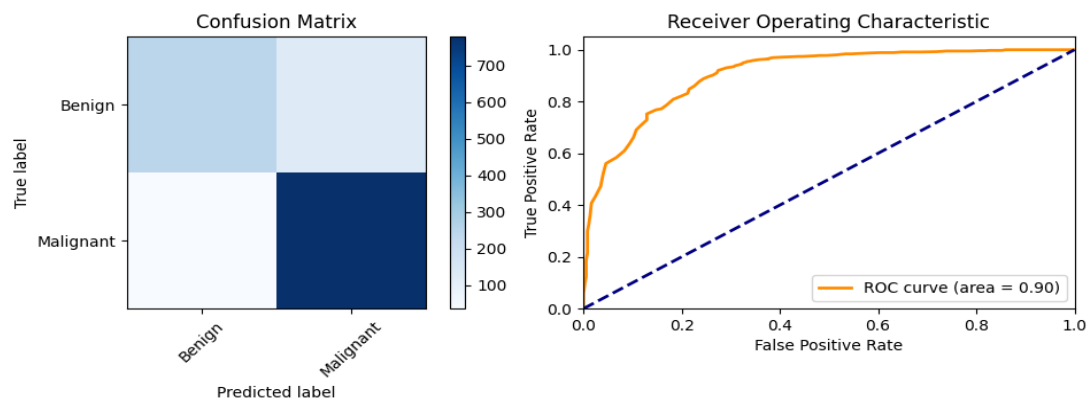 Confusion Matrix
True label
Benign
Malignant
Benign
Malignant
Predicted label
700
600
500
400
300
200
100
Receiver Operating Characteristic
True Positive Rate
1.0
0.8
0.6
0.4
0.2
0.0
0.0
0.2
0.4
0.6
0.8
1.0
False Positive Rate
ROC curve (area = 0.90)